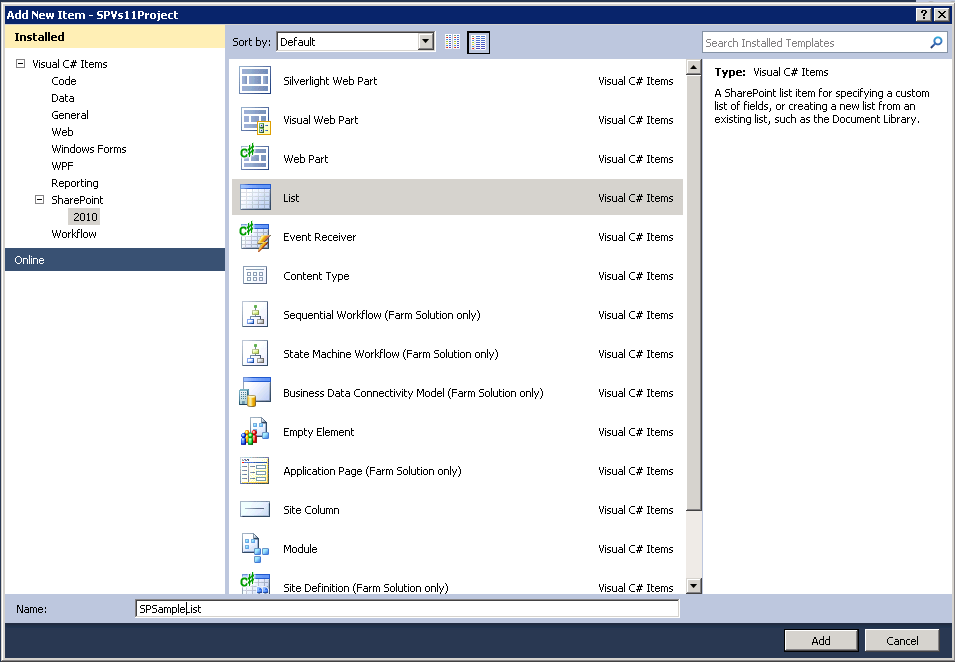 Add New Item - SPVs11Project
Installed
Visual C# Items
Code
Data
General
Web
Windows Forms
WPF
Reporting
SharePoint
2010
Workflow
Online
Sort by: Default
Silverlight Web Part Visual C# Items
Visual Web Part Visual C# Items
Web Part Visual C# Items
List Visual C# Items
Event Receiver Visual C# Items
Content Type Visual C# Items
Sequential Workflow (Farm Solution only) Visual C# Items
State Machine Workflow (Farm Solution only) Visual C# Items
Business Data Connectivity Model (Farm Solution only) Visual C# Items
Empty Element Visual C# Items
Application Page (Farm Solution only) Visual C# Items
Site Column Visual C# Items
Module Visual C# Items
Site Definition (Farm Solution only) Visual C# Items
Search Installed Templates
Type: Visual C# Items
A SharePoint list item for specifying a custom
list of fields, or creating a new list from an
existing list, such as the Document Library.
Name: SPSampleList
Add Cancel